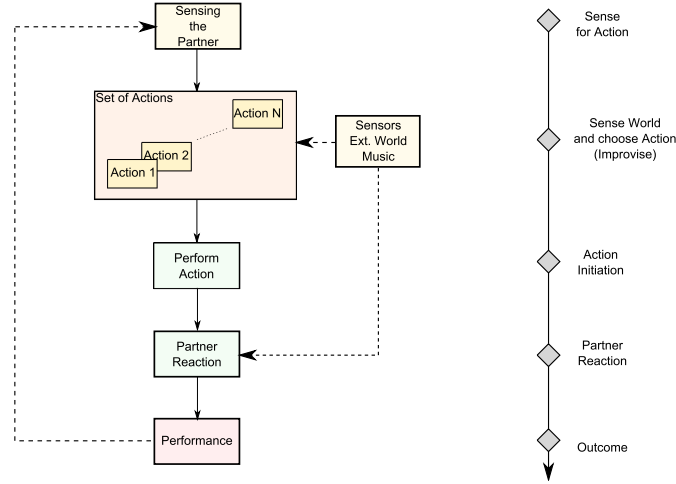 Sensing
the
Partner
Set of Actions
Action N
Action 2
Action 1
Sensors
Ext. World
Music
Perform
Action
Partner
Reaction
Performance
Sense
for Action
Sense World
and choose Action
(Improvise)
Action
Initiation
Partner
Reaction
Outcome